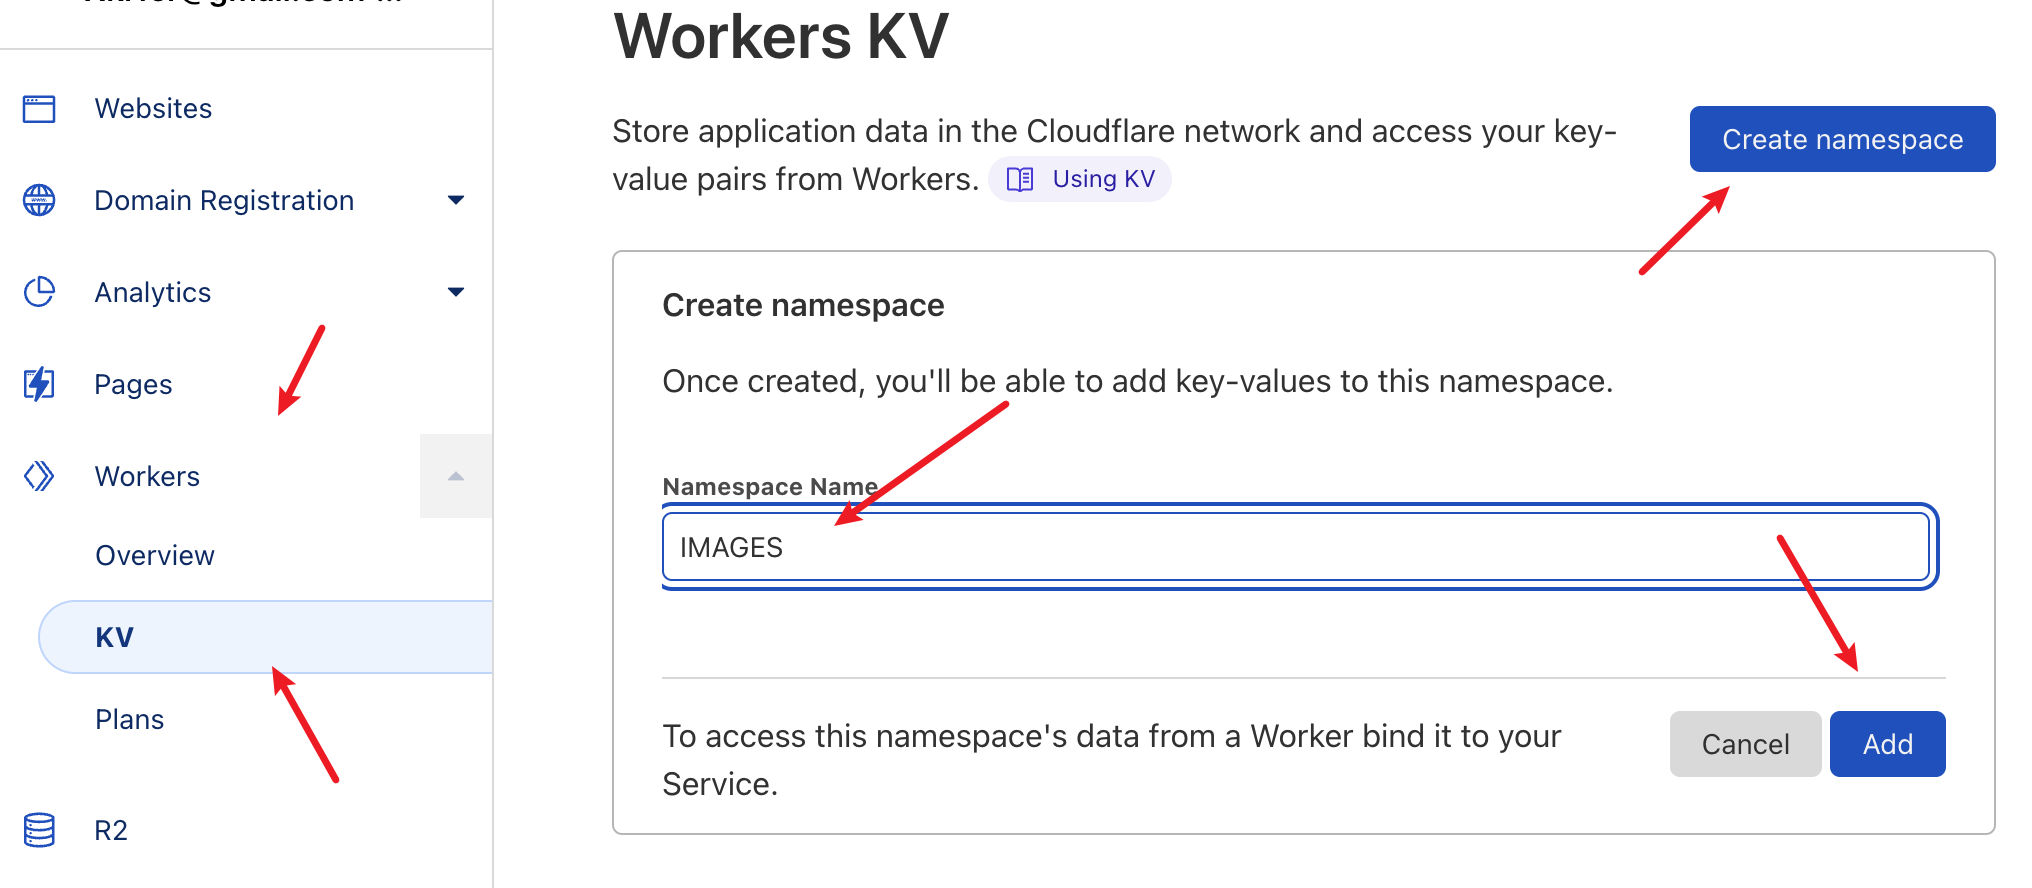 Websites
Domain Registration
Analytics
Pages
Workers
Overview
KV
Plans
R2
Workers KV
Store application data in the Cloudflare network and access your key-
value pairs from Workers. Using KV
Create namespace
Create namespace
Once created, you'll be able to add key-values to this namespace.
Namespace Name
IMAGES
To access this namespace's data from a Worker bind it to your
Service.
Cancel
Add